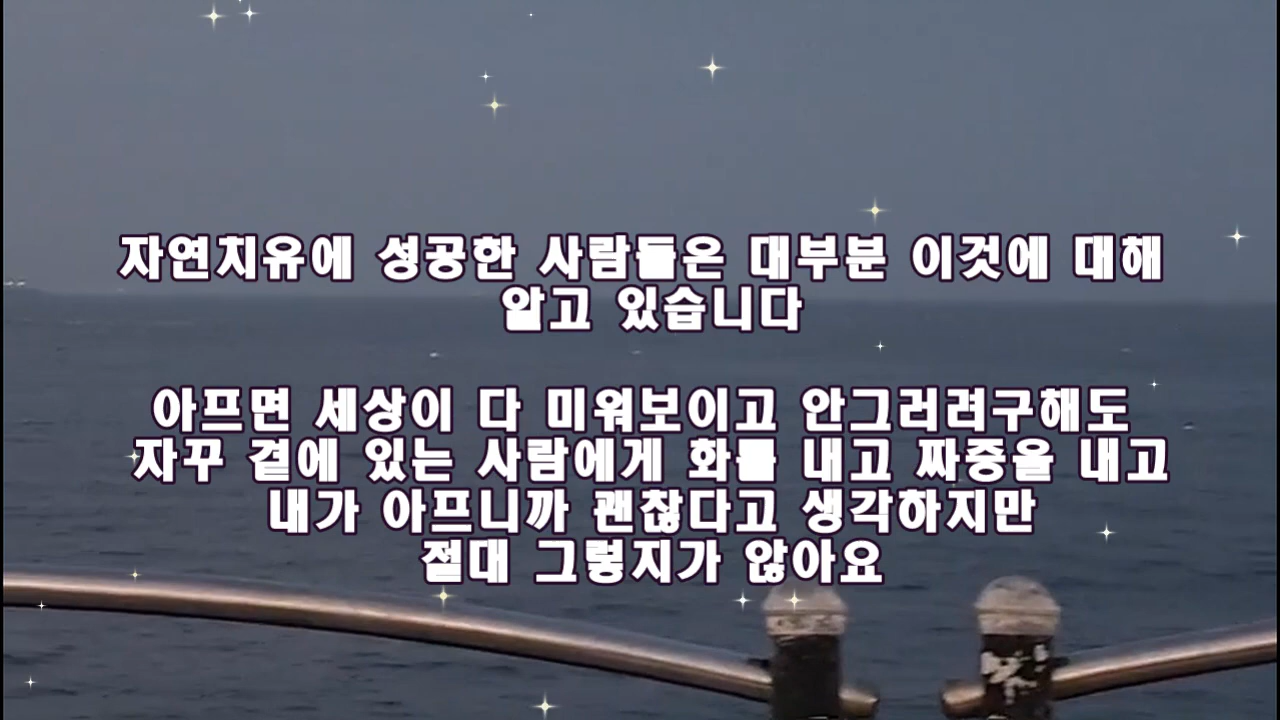 자연치유에 성공한 사람들은 대부분 이것에 대해
알고 있습니다
아프면 세상이 다 미워보이고 안그러려구해도
자꾸 곁에 있는 사람에게 화를 내고 짜증을 내고
내가 아프니까 괜찮다고 생각하지만
절대 그렇지가 않아요